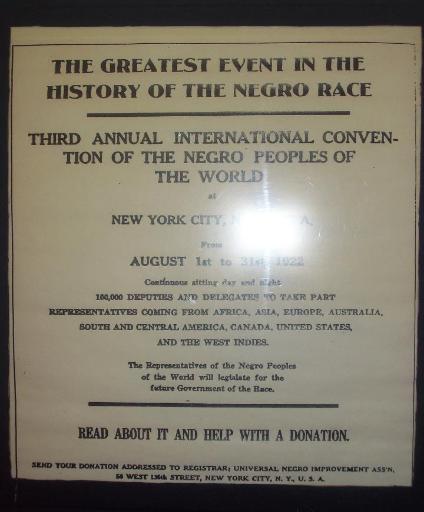 THE GREATEST EVENT IN THE
HISTORY OF THE NEGRO RACE
THIRD ANNUAL INTERNATIONAL CONVEN-
TION OF THE NEGRO PEOPLES OF
THE WORLD
at
NEW YORK CITY,
From
AUGUST 1st to 31st 1922
Continuous sitting day and night
100,000 DEPUTIES AND DELEGATES TO TAKE PART
REPRESENTATIVES COMING FROM AFRICA, ASIA, EUROPE, AUSTRALIA,
SOUTH AND CENTRAL AMERICA, CANADA, UNITED STATES,
AND THE WEST INDIES.
The Representatives of the Negro Peoples
of the World will legislate for the
future Government of the Race.
READ ABOUT IT AND HELP WITH A DONATION.
SEND YOUR DONATION ADDRESSED TO REGISTRAR; UNIVERSAL NEGRO IMPROVEMENT ASS'N,
56 WEST 135th STREET, NEW YORK CITY, N. Y., U. S. A.